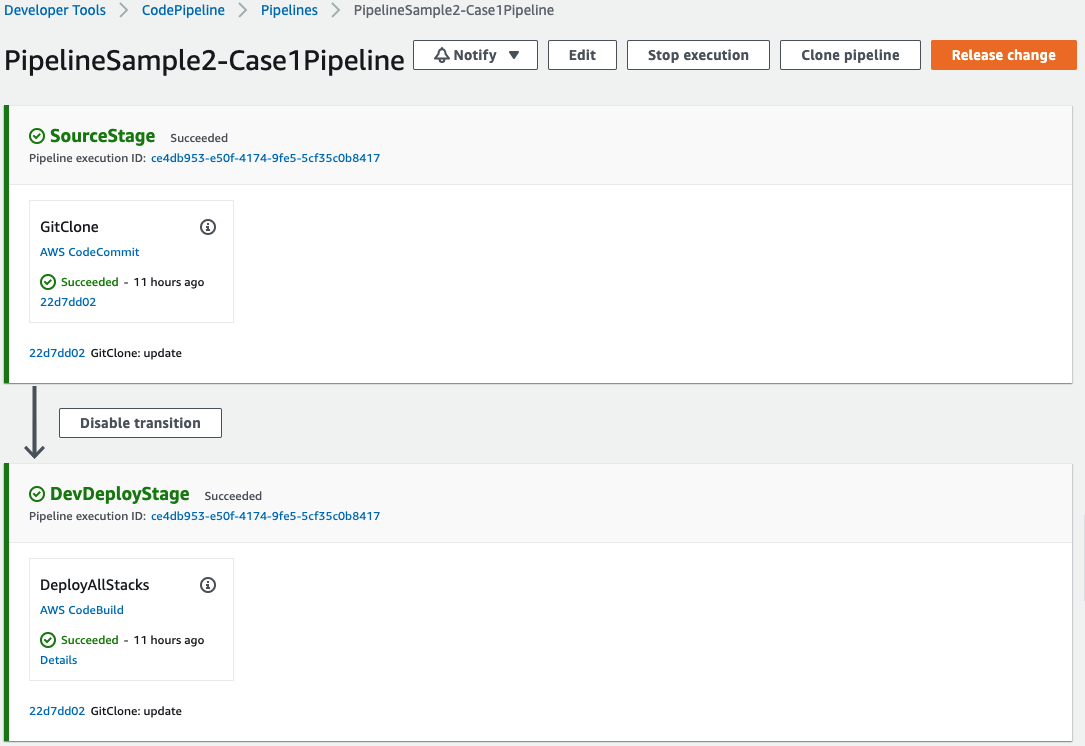 Developer Tools > CodePipeline > Pipelines > PipelineSample2-Case1Pipeline
PipelineSample2-Case1Pipeline
Notify ▼
Edit
Stop execution
Clone pipeline
Release change
SourceStage Succeeded
Pipeline execution ID: ce4db953-e50f-4174-9fe5-5cf35c0b8417
GitClone
AWS CodeCommit
Succeeded - 11 hours ago
22d7dd02
22d7dd02 GitClone: update
Disable transition
DevDeployStage Succeeded
Pipeline execution ID: ce4db953-e50f-4174-9fe5-5cf35c0b8417
DeployAllStacks
AWS CodeBuild
Succeeded - 11 hours ago
Details
22d7dd02 GitClone: update